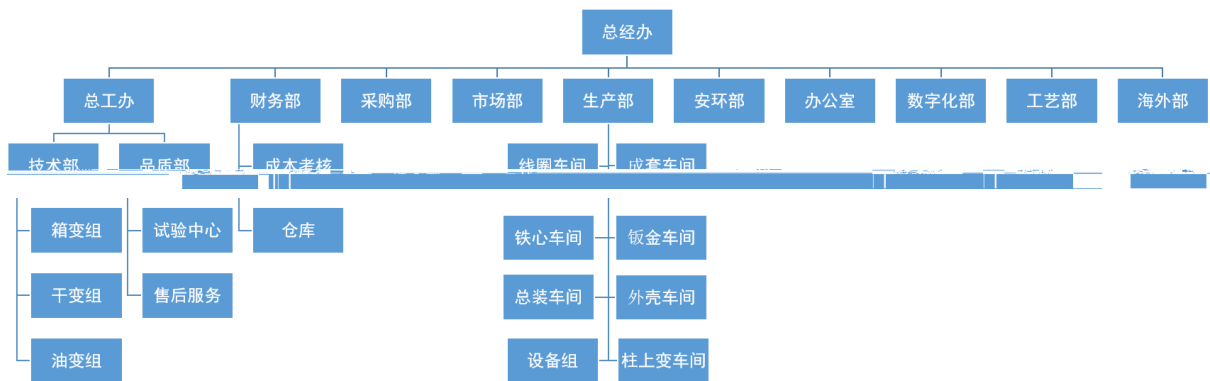 总经办
总工办 财务部 采购部 市场部 生产部 安环部 办公室 数字化部 工艺部 海外部
技术部 品质部 成本考核 线圈车间 成套车间
箱变组 试验中心 仓库 铁心车间 钣金车间
干变组 售后服务 总装车间 外壳车间
油变组 设备组 柱上变车间